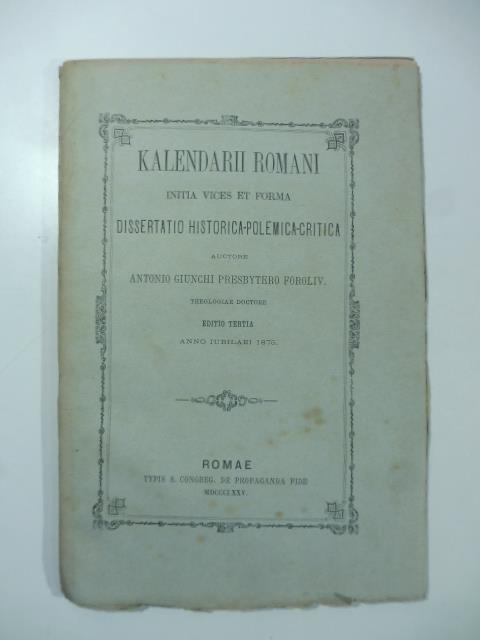 KALENDARII ROMANI
INITIA VICES ET FORMA
DISSERTATIO HISTORICA-POLEMICA-CRITICA
AUCTORE
ANTONIO GIUNCHI PRESBYTERO FOROLIV.
THEOLOGIAE DOCTORE
EDITIO TERTIA
ANNO IUBILAEI 1875.
ROMAE
TYPIS S. CONGREG. DE PROPAGANDA FIDE
MDCCCLXXV.